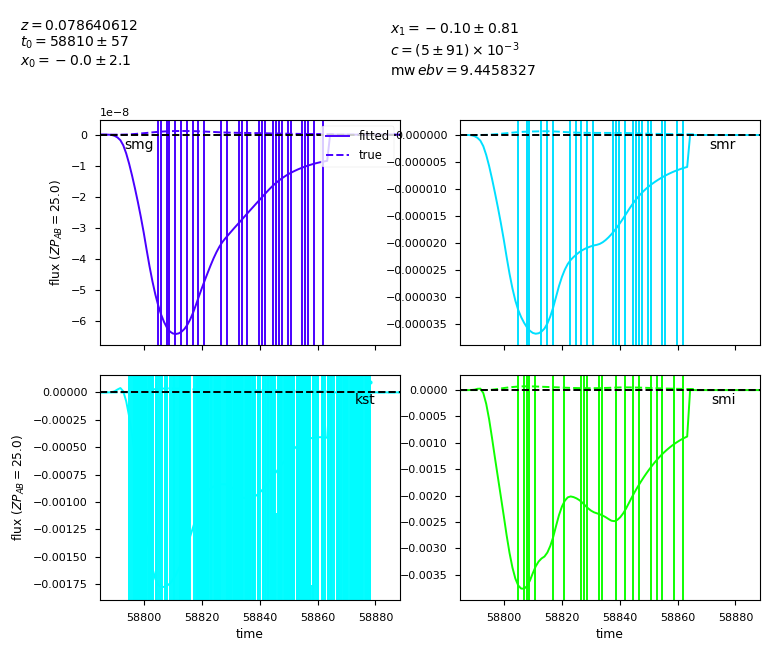 z = 0.078640612
t₀ = 58810 ± 57
x₀ = −0.0 ± 2.1
x₁ = −0.10 ± 0.81
c = (5 ± 91) × 10⁻³
mw ebv = 9.4458327
1e−8
0
−1
−2
−3
−4
−5
−6
flux (ZP_AB = 25.0)
smg
fitted
true
0.000000
−0.000005
−0.000010
−0.000015
−0.000020
−0.000025
−0.000030
−0.000035
smr
0.00000
−0.00025
−0.00050
−0.00075
−0.00100
−0.00125
−0.00150
−0.00175
flux (ZP_AB = 25.0)
kst
58800 58820 58840 58860 58880
time
0.0000
−0.0005
−0.0010
−0.0015
−0.0020
−0.0025
−0.0030
−0.0035
smi
58800 58820 58840 58860 58880
time